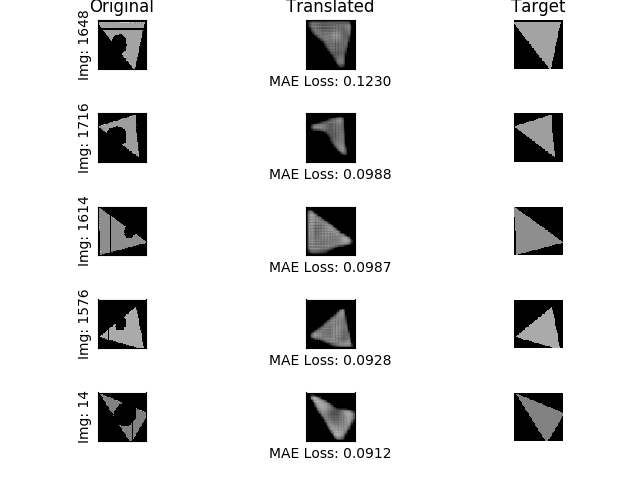 Original Translated Target
Img: 1648
MAE Loss: 0.1230
Img: 1716
MAE Loss: 0.0988
Img: 1614
MAE Loss: 0.0987
Img: 1576
MAE Loss: 0.0928
Img: 14
MAE Loss: 0.0912